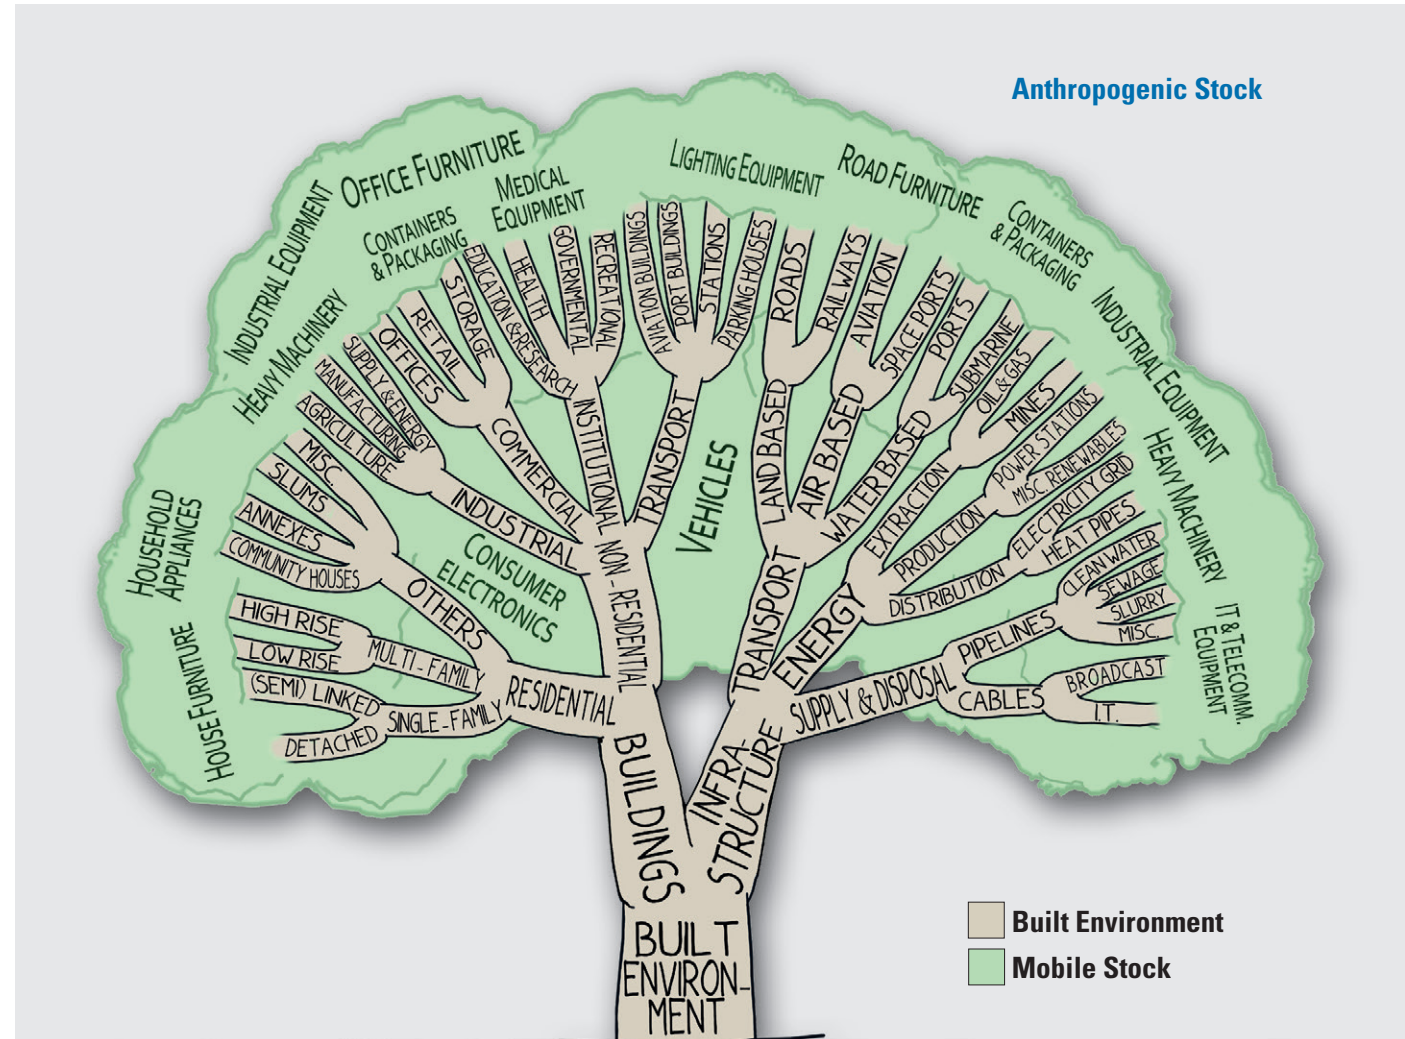 Anthropogenic Stock
OFFICE FURNITURE
MEDICAL
EQUIPMENT
LIGHTING EQUIPMENT
ROAD FURNITURE
CONTAINERS
& PACKAGING
INDUSTRIAL EQUIPMENT
HEAVY MACHINERY
CONTAINERS
& PACKAGING
INDUSTRIAL EQUIPMENT
HEAVY MACHINERY
IT & TELECOMM.
EQUIPMENT
HOUSEHOLD
APPLIANCES
HOUSE FURNITURE
CONSUMER
ELECTRONICS
VEHICLES
DETACHED
(SEMI) LINKED
SINGLE-FAMILY
LOW RISE
HIGH RISE
MULTI-FAMILY
COMMUNITY HOUSES
ANNEXES
SLUMS
MISC.
OTHERS
RESIDENTIAL
AGRICULTURE
MANUFACTURING
SUPPLY & ENERGY
INDUSTRIAL
OFFICES
RETAIL
STORAGE
COMMERCIAL
EDUCATION & RESEARCH
HEALTH
GOVERNMENTAL
RECREATIONAL
INSTITUTIONAL
AVIATION BUILDINGS
PORT BUILDINGS
STATIONS
PARKING HOUSES
TRANSPORT
NON-RESIDENTIAL
BUILDINGS
ROADS
RAILWAYS
LAND BASED
AVIATION
SPACE PORTS
AIR BASED
PORTS
SUBMARINE
WATER BASED
TRANSPORT
OIL & GAS
MINES
EXTRACTION
POWER STATIONS
MISC. RENEWABLES
PRODUCTION
ELECTRICITY GRID
HEAT PIPES
DISTRIBUTION
ENERGY
CLEAN WATER
SEWAGE
SLURRY
MISC.
PIPELINES
BROADCAST
I.T.
CABLES
SUPPLY & DISPOSAL
INFRA-
STRUCTURE
BUILT
ENVIRON-
MENT
Built Environment
Mobile Stock